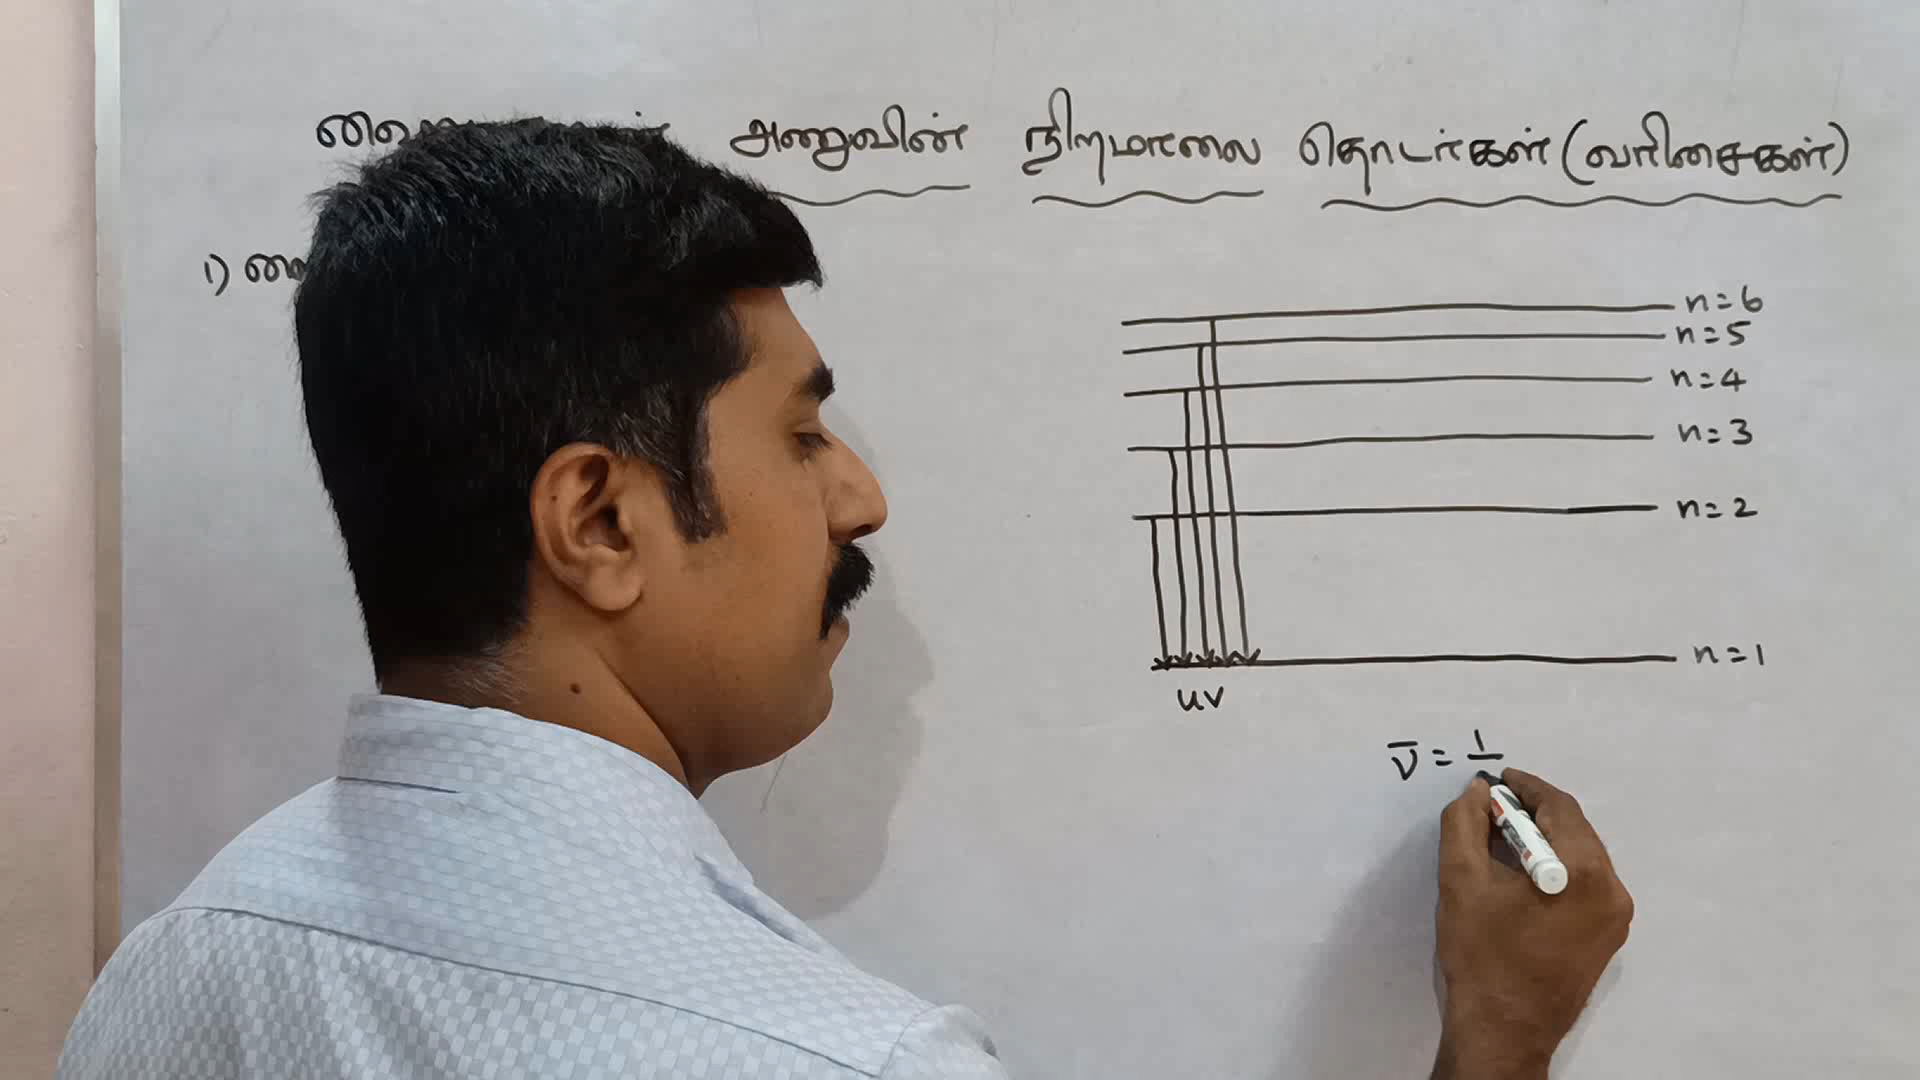 அணுவின் நிறமாலை தொடர்கள் (வரிசைகள்)
1)
n=6
n=5
n=4
n=3
n=2
n=1
uv
ν̅ = 1